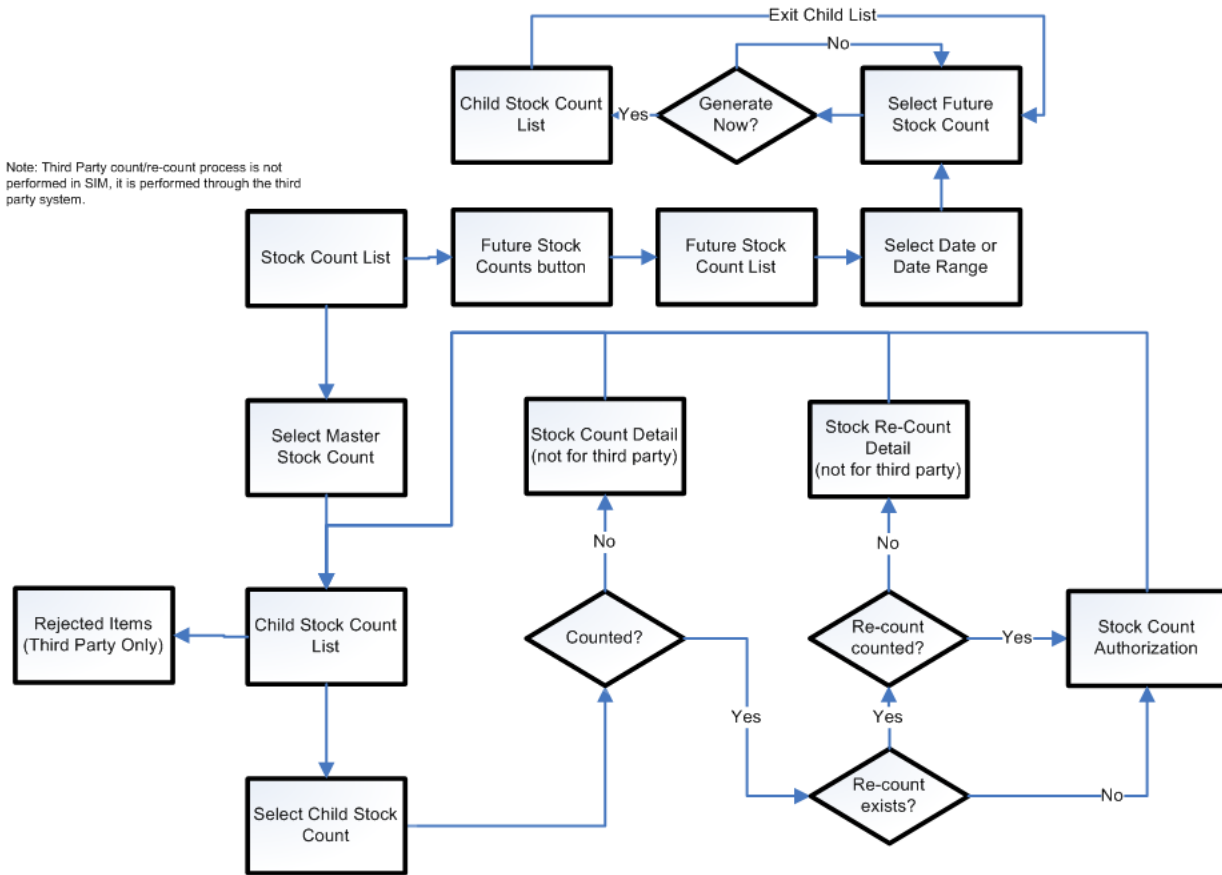 Exit Child List
No
Child Stock Count
List
Yes
Generate
Now?
Select Future
Stock Count
Note: Third Party count/re-count process is not
performed in SIM, it is performed through the third
party system.
Stock Count List
Future Stock
Counts button
Future Stock
Count List
Select Date or
Date Range
Select Master
Stock Count
Stock Count Detail
(not for third party)
Stock Re-Count
Detail
(not for third party)
No
No
Rejected Items
(Third Party Only)
Child Stock Count
List
Counted?
Re-count
counted?
Yes
Stock Count
Authorization
Yes
Yes
Select Child Stock
Count
Re-count
exists?
No